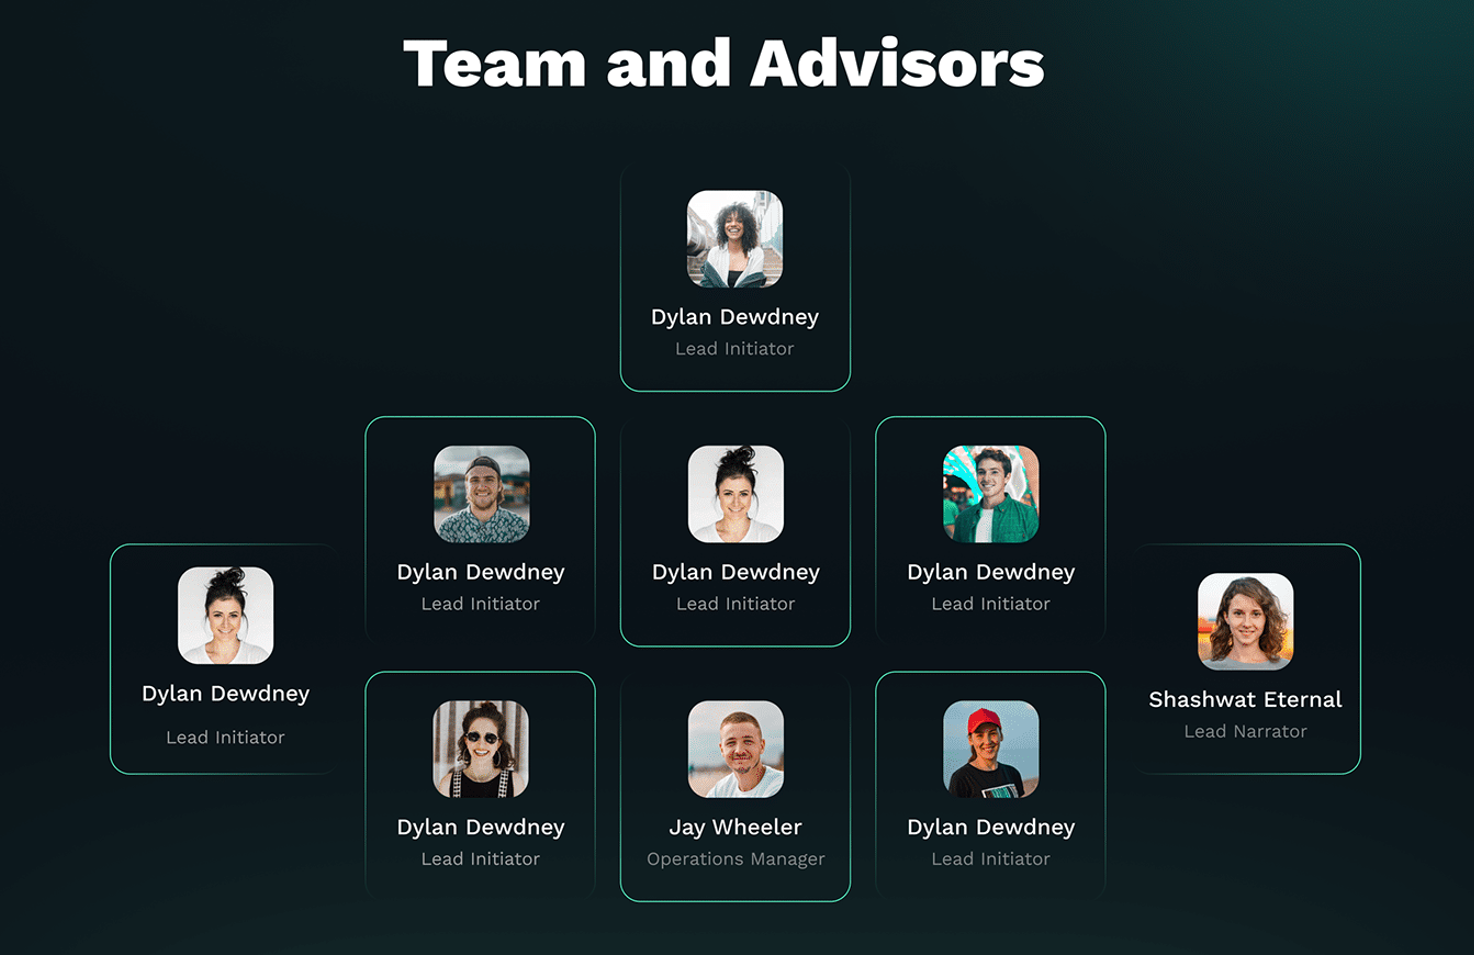 Team and Advisors
Dylan Dewdney
Lead Initiator
Dylan Dewdney
Lead Initiator
Dylan Dewdney
Lead Initiator
Dylan Dewdney
Lead Initiator
Dylan Dewdney
Lead Initiator
Shashwat Eternal
Lead Narrator
Dylan Dewdney
Lead Initiator
Jay Wheeler
Operations Manager
Dylan Dewdney
Lead Initiator